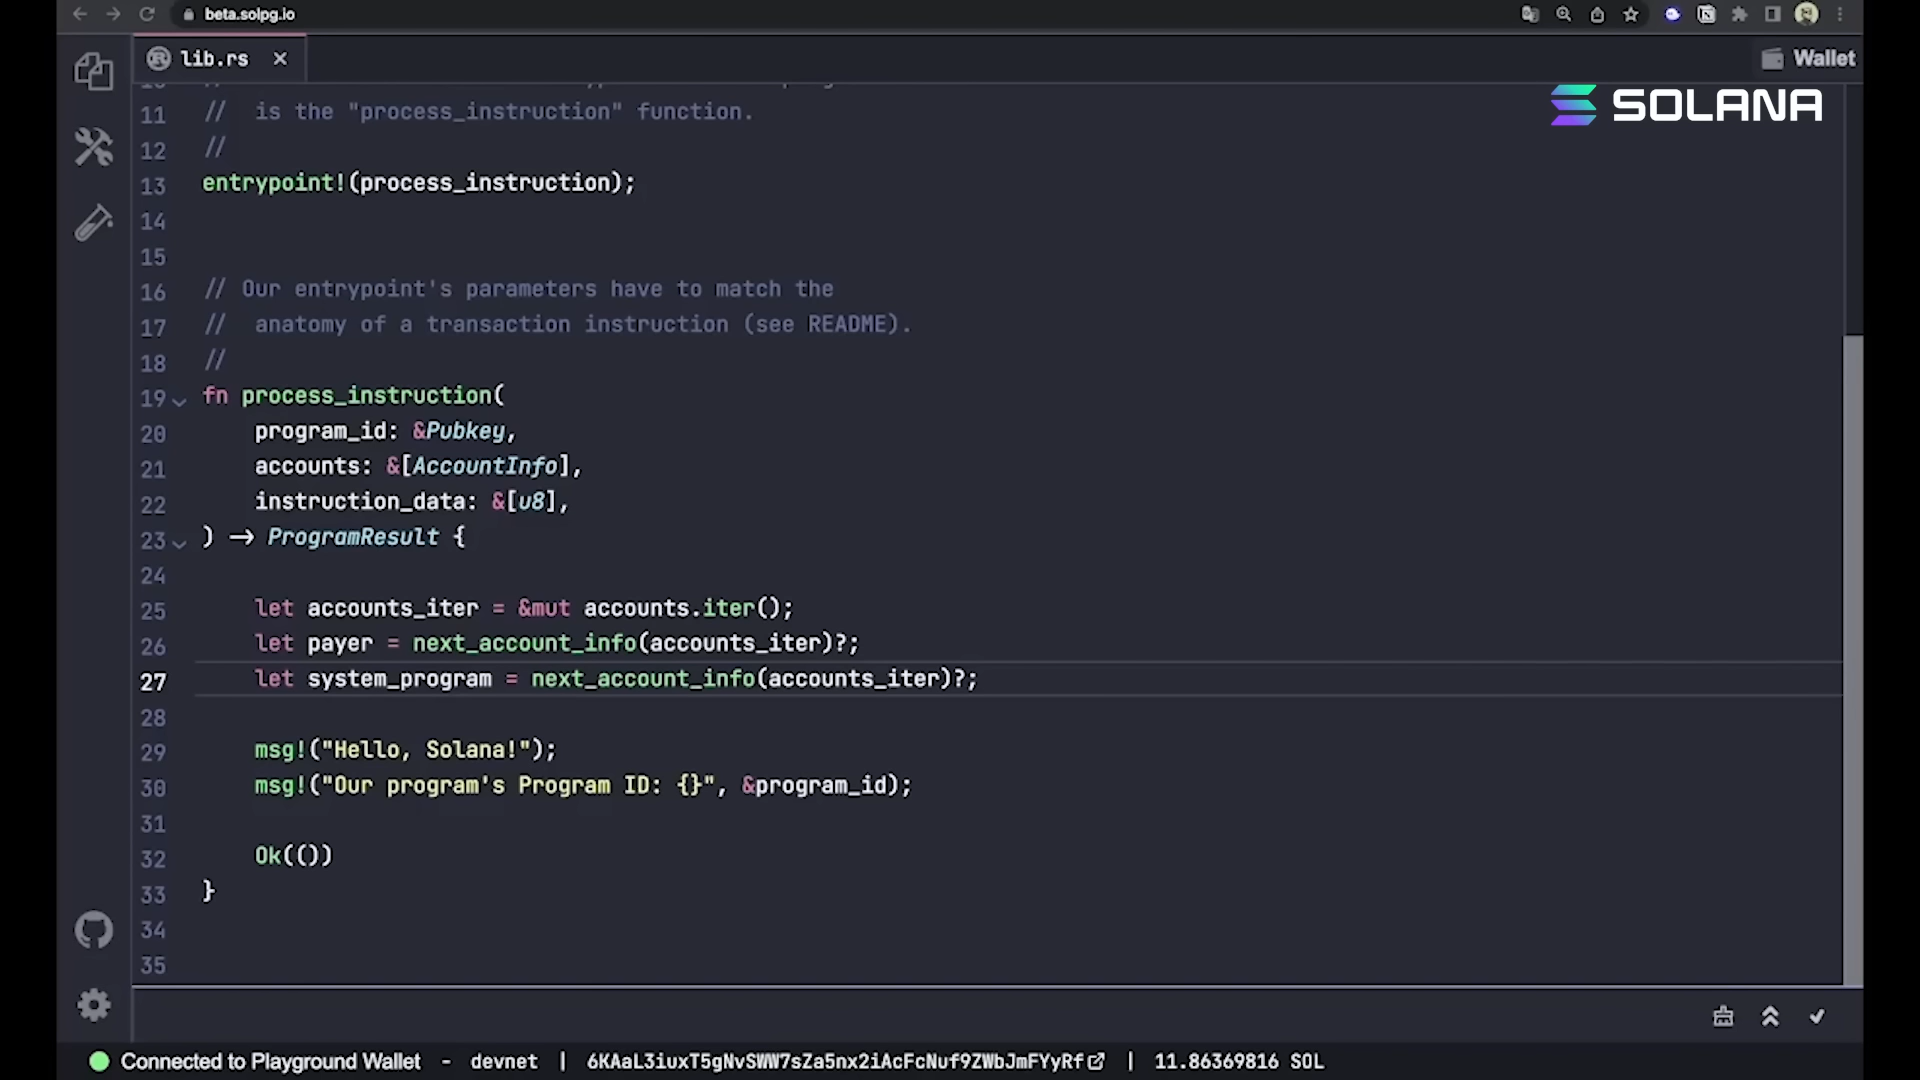 beta.solpg.io
lib.rs
Wallet
SOLANA
11 // is the "process_instruction" function.
12 //
13 entrypoint!(process_instruction);
14
15
16 // Our entrypoint's parameters have to match the
17 // anatomy of a transaction instruction (see README).
18 //
19 fn process_instruction(
20 program_id: &Pubkey,
21 accounts: &[AccountInfo],
22 instruction_data: &[u8],
23 ) -> ProgramResult {
24
25 let accounts_iter = &mut accounts.iter();
26 let payer = next_account_info(accounts_iter)?;
27 let system_program = next_account_info(accounts_iter)?;
28
29 msg!("Hello, Solana!");
30 msg!("Our program's Program ID: {}", &program_id);
31
32 Ok(())
33 }
34
35
Connected to Playground Wallet - devnet | 6KAaL3iuxT5gNvSWW7sZa5nx2iAcFcNuf9ZWbJmFYyRf | 11.86369816 SOL